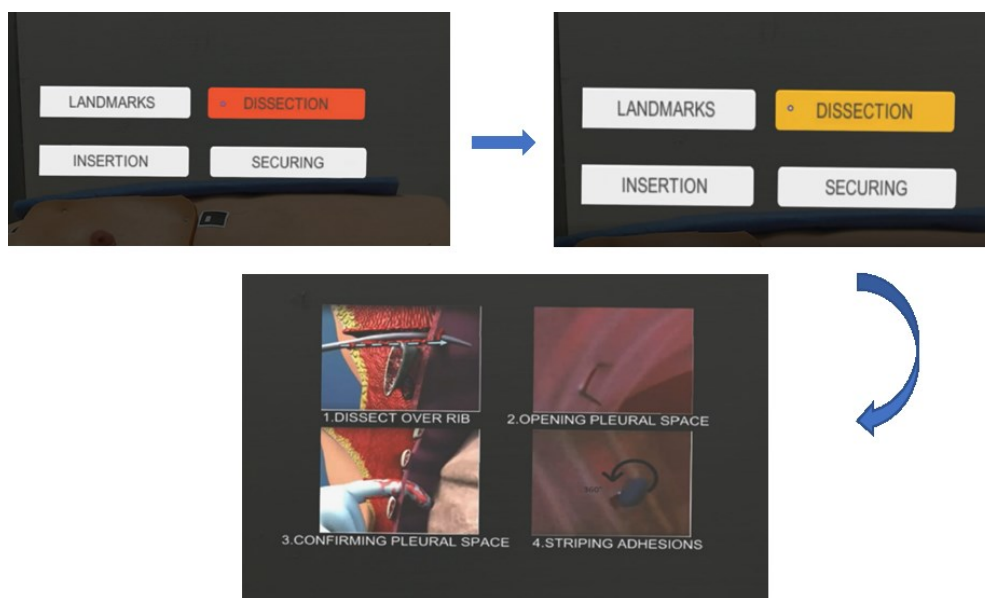 LANDMARKS
DISSECTION
INSERTION
SECURING
LANDMARKS
DISSECTION
INSERTION
SECURING
1.DISSECT OVER RIB
2.OPENING PLEURAL SPACE
360°
3.CONFIRMING PLEURAL SPACE
4.STRIPING ADHESIONS